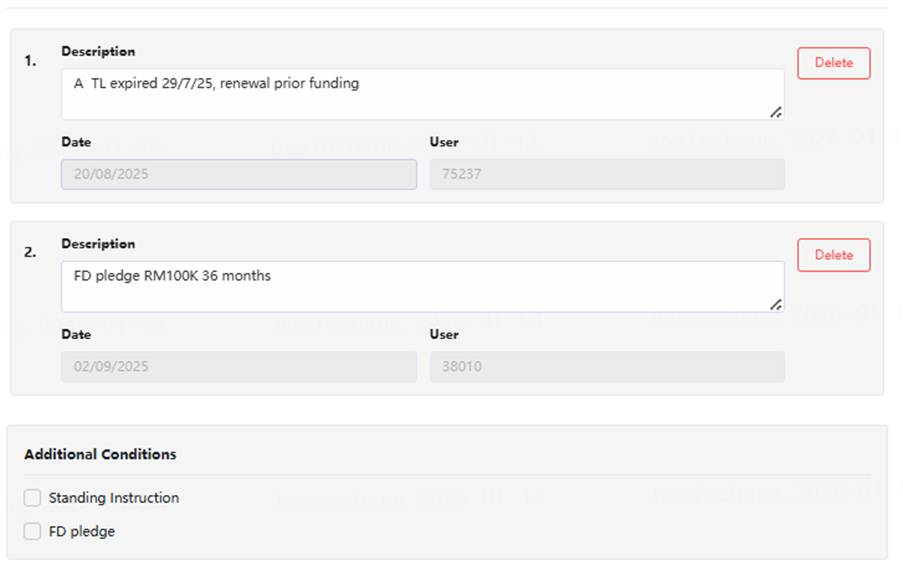 1.
Description
Delete
A  TL expired 29/7/25, renewal prior funding
Date
User
20/08/2025
75237
2.
Description
Delete
FD pledge RM100K 36 months
Date
User
02/09/2025
38010
Additional Conditions
Standing Instruction
FD pledge